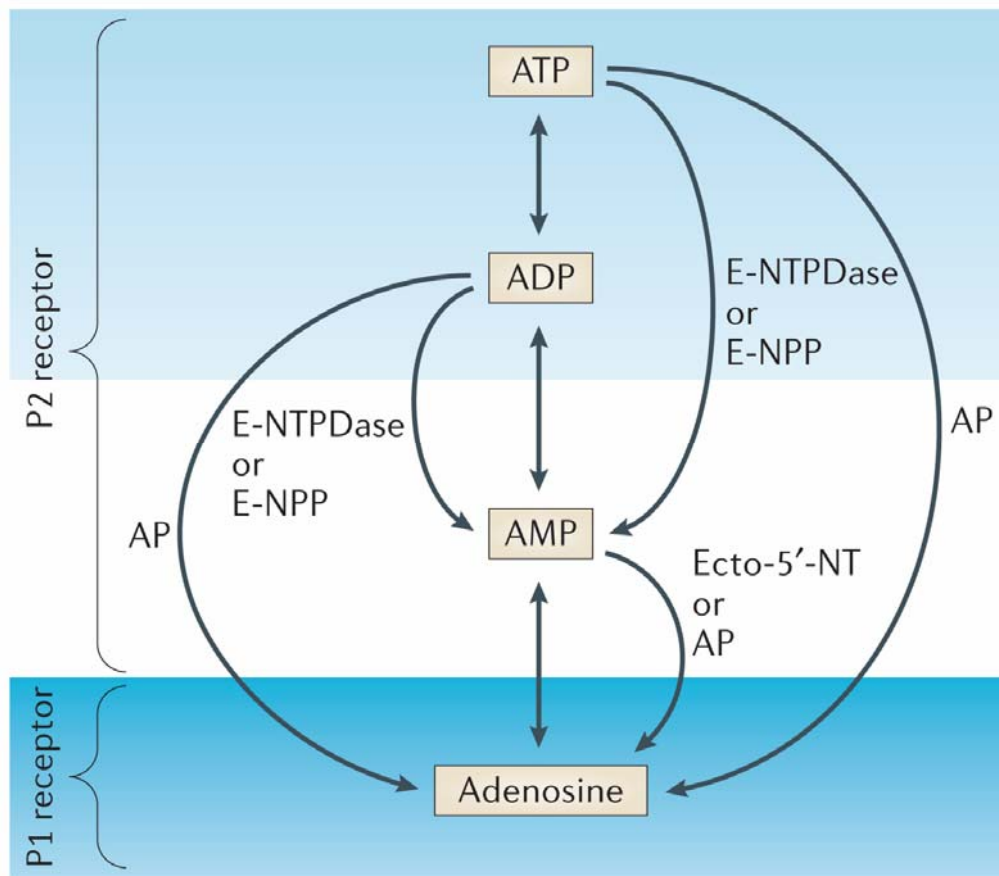 ATP
ADP
AMP
Adenosine
E-NTPDase
or
E-NPP
AP
E-NTPDase
or
E-NPP
AP
Ecto-5′-NT
or
AP
P2 receptor
P1 receptor